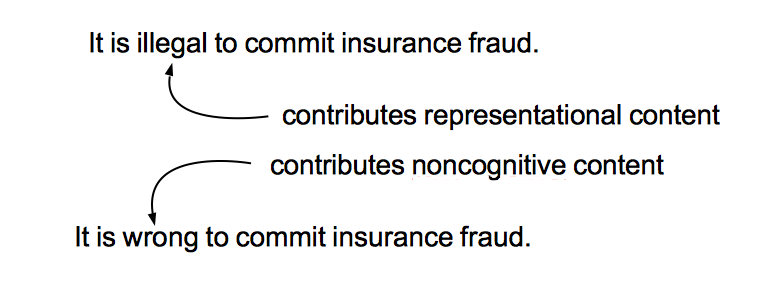 It is illegal to commit insurance fraud.
contributes representational content
contributes noncognitive content
It is wrong to commit insurance fraud.